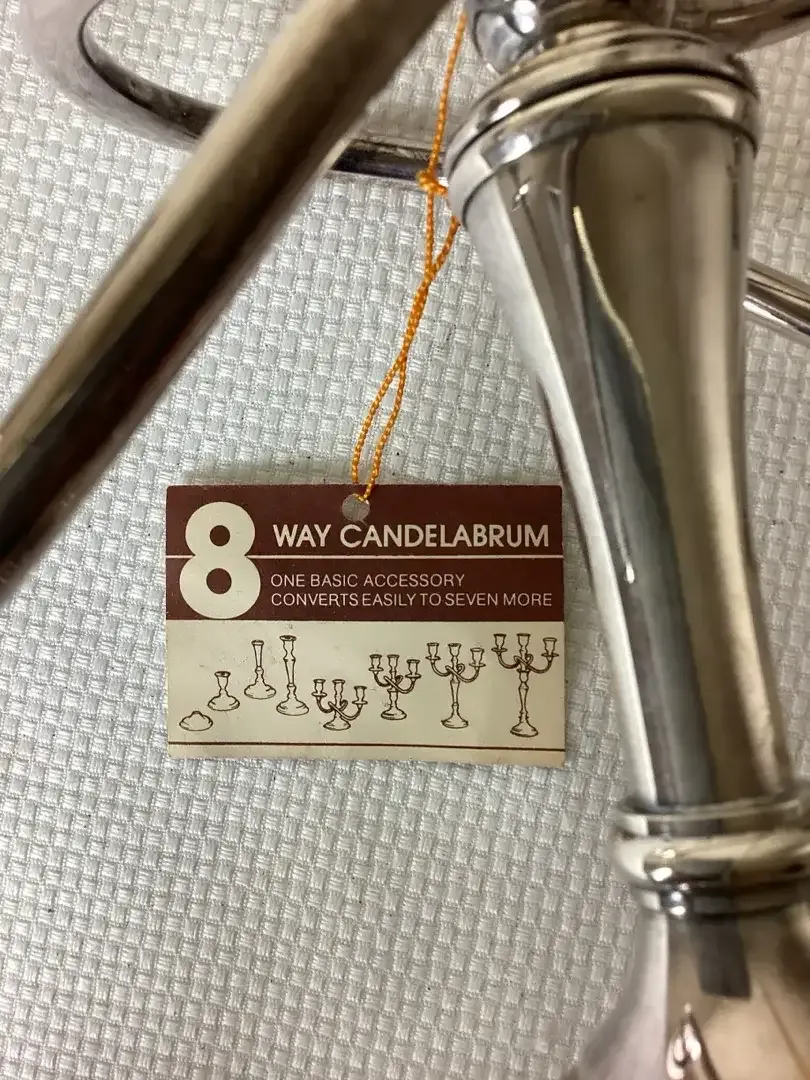 8 WAY CANDELABRUM
ONE BASIC ACCESSORY
CONVERTS EASILY TO SEVEN MORE